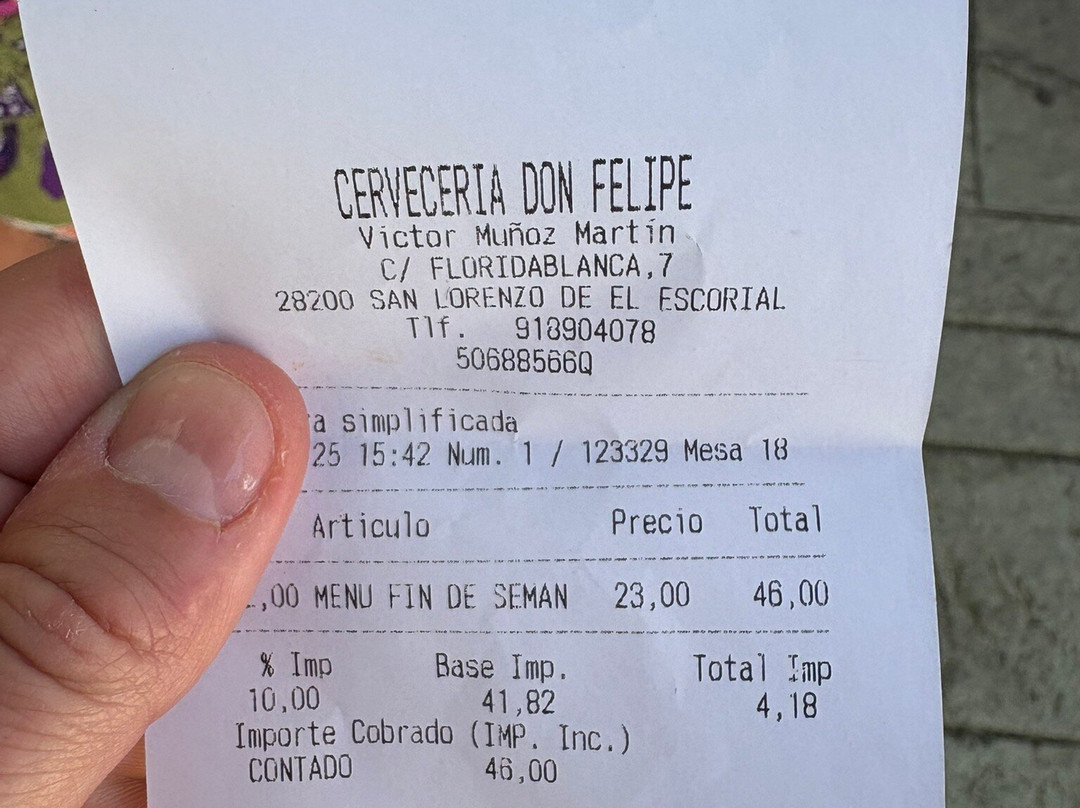 CERVECERIA DON FELIPE
Victor Muñoz Martín
C/ FLORIDABLANCA,7
28200 SAN LORENZO DE EL ESCORIAL
Tlf. 918904078
50688566Q
a simplificada
25 15:42 Num. 1 / 123329 Mesa 18
Articulo Precio Total
,00 MENU FIN DE SEMAN 23,00 46,00
% Imp Base Imp. Total Imp
10,00 41,82 4,18
Importe Cobrado (IMP. Inc.)
CONTADO 46,00